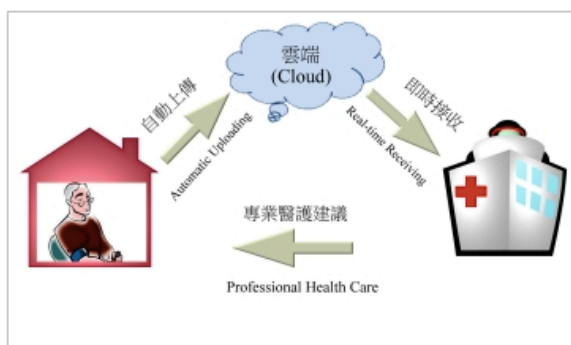 雲端
(Cloud)
自動上傳
Automatic Uploading
即時接收
Real-time Receiving
專業醫護建議
Professional Health Care